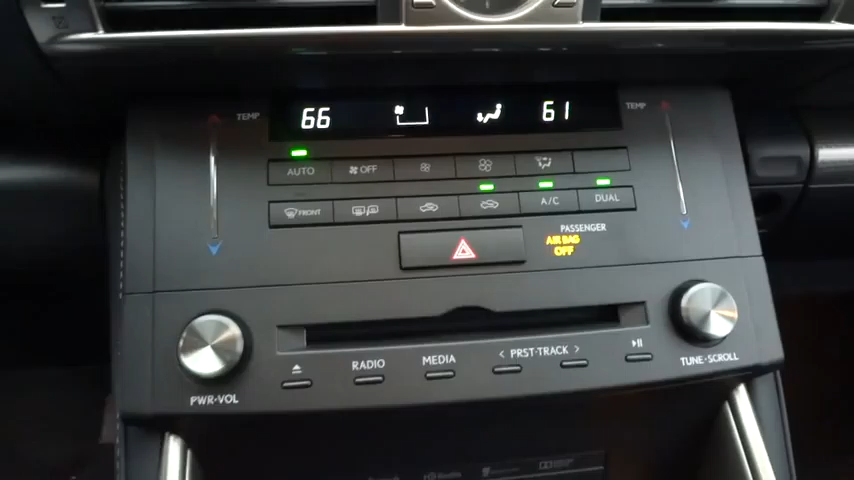 TEMP 66 61 TEMP
AUTO OFF
FRONT A/C DUAL
PASSENGER
AIR BAG
OFF
RADIO MEDIA < PRST·TRACK >
PWR·VOL TUNE·SCROLL